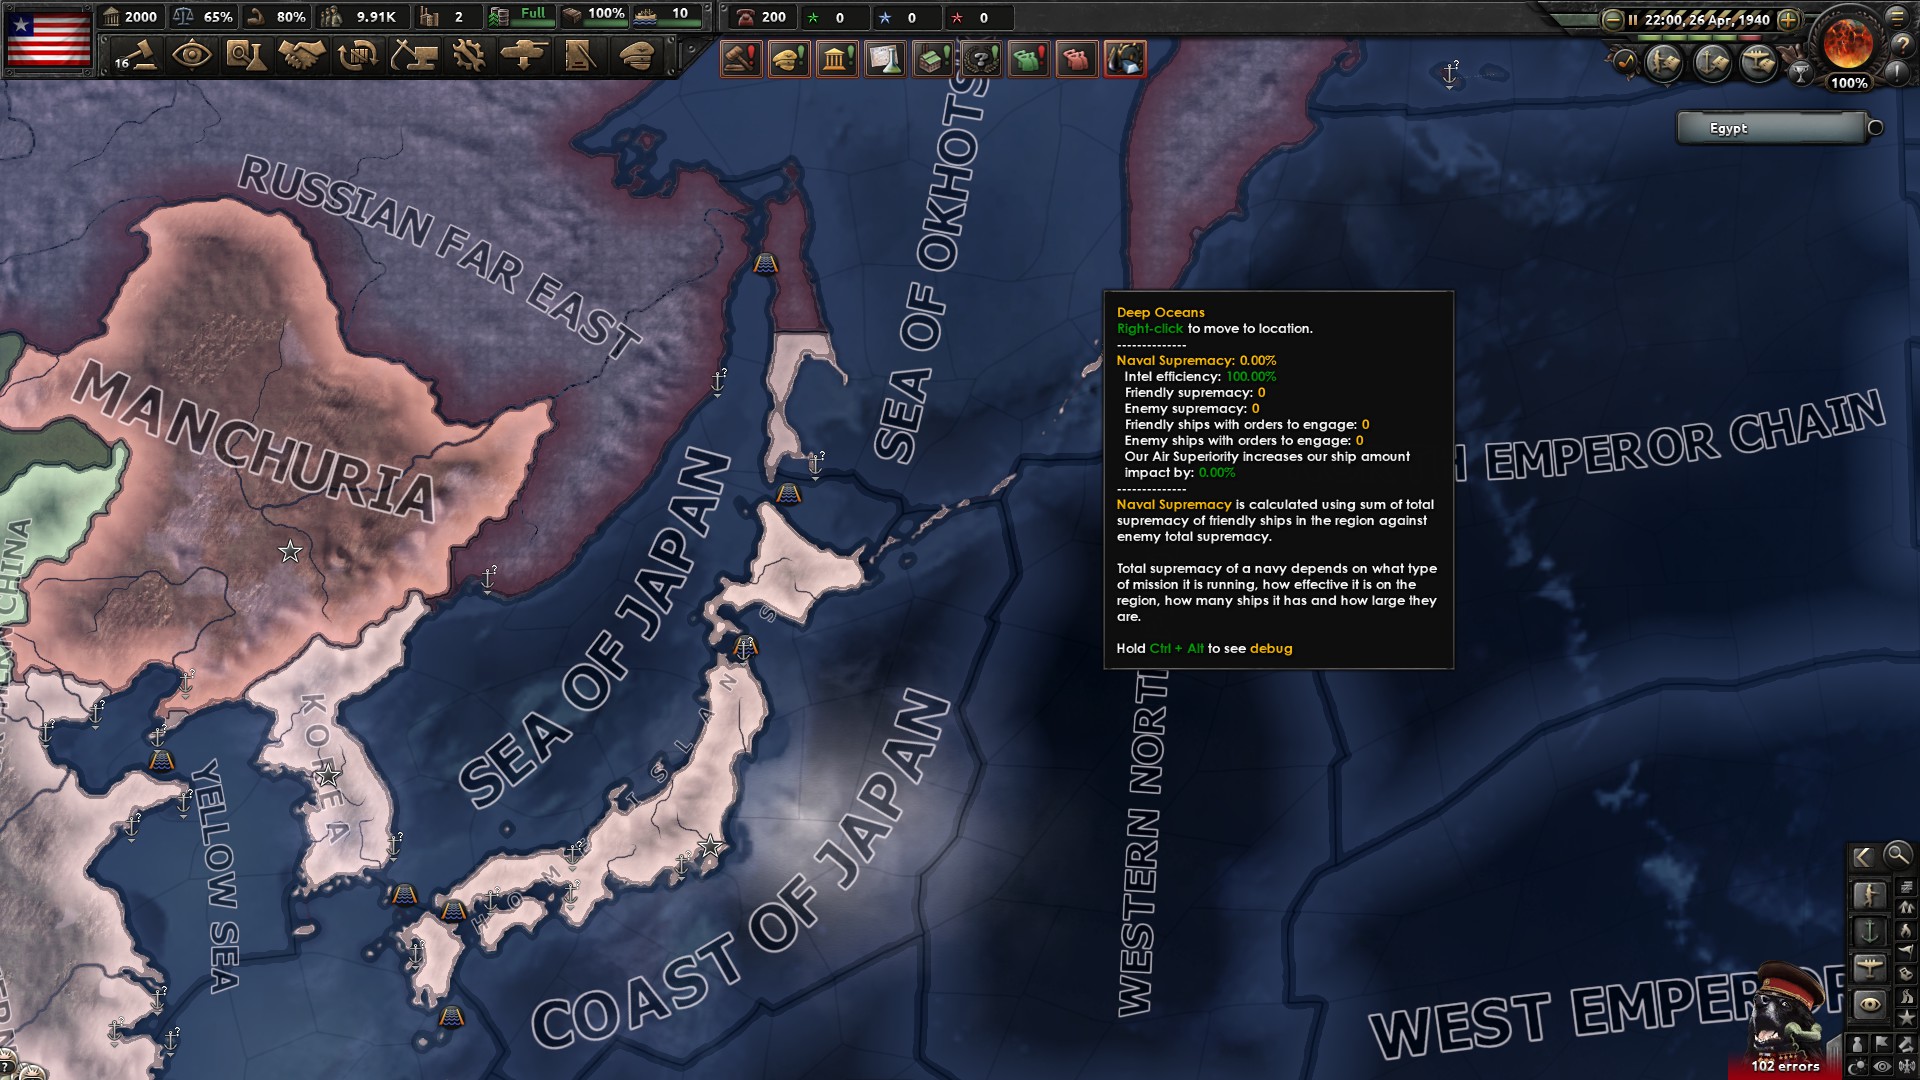 2000
65%
80%
9.91K
2
Full
100%
10
200
0
0
0
22:00, 26 Apr, 1940
16
100%
Egypt
RUSSIAN FAR EAST
SEA OF OKHOTS
MANCHURIA
Deep Oceans
Right-click to move to location.
--------------
Naval Supremacy: 0.00%
Intel efficiency: 100.00%
Friendly supremacy: 0
Enemy supremacy: 0
Friendly ships with orders to engage: 0
Enemy ships with orders to engage: 0
Our Air Superiority increases our ship amount
impact by: 0.00%
--------------
Naval Supremacy is calculated using sum of total
supremacy of friendly ships in the region against
enemy total supremacy.
Total supremacy of a navy depends on what type
of mission it is running, how effective it is on the
region, how many ships it has and how large they
are.
Hold Ctrl + Alt to see debug
EMPEROR CHAIN
CHINA
SEA OF JAPAN
KOREA
HOME ISLANDS
YELLOW SEA
COAST OF JAPAN
WESTERN NORT
WEST EMPEROR
102 errors